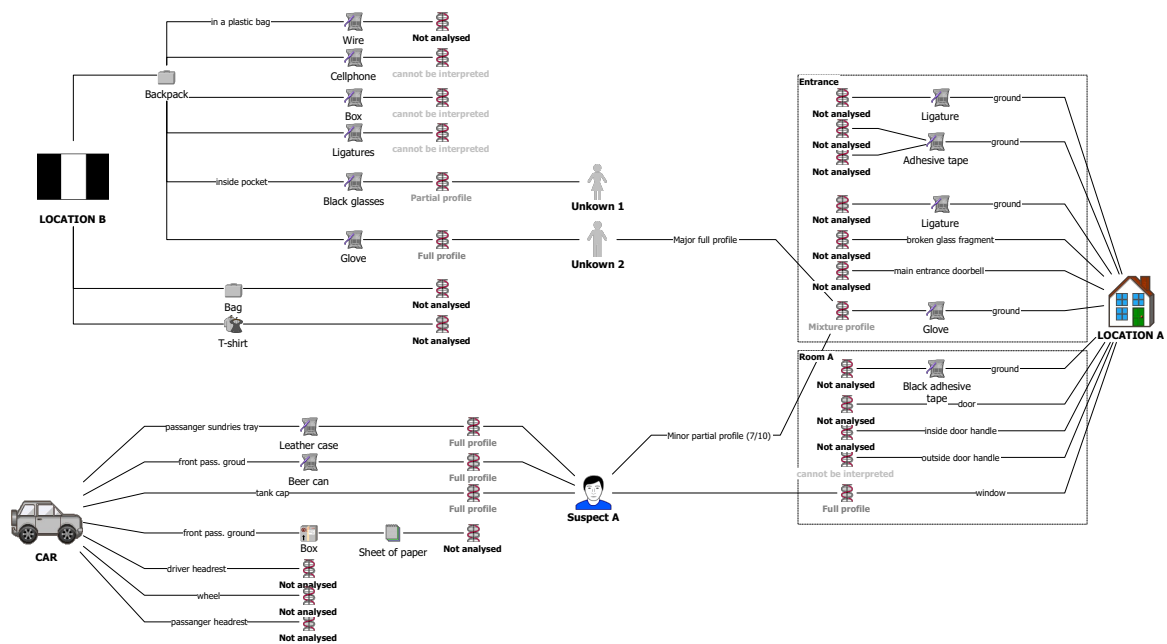 in a plastic bag
Wire
Not analysed
Cellphone
cannot be interpreted
Backpack
Box
cannot be interpreted
Ligatures
cannot be interpreted
inside pocket
Black glasses
Partial profile
Unkown 1
LOCATION B
Glove
Full profile
Unkown 2
Major full profile
Bag
Not analysed
T-shirt
Not analysed
Entrance
Not analysed
Ligature
ground
Not analysed
Not analysed
Adhesive tape
ground
Not analysed
Ligature
ground
broken glass fragment
Not analysed
main entrance doorbell
Not analysed
Mixture profile
Glove
ground
LOCATION A
Room A
Not analysed
Black adhesive
tape
ground
Not analysed
door
inside door handle
Not analysed
outside door handle
cannot be interpreted
window
Full profile
Minor partial profile (7/10)
passanger sundries tray
Leather case
Full profile
front pass. groud
Beer can
Full profile
tank cap
Full profile
Suspect A
front pass. ground
Box
Sheet of paper
Not analysed
CAR
driver headrest
Not analysed
wheel
Not analysed
passenger headrest
Not analysed